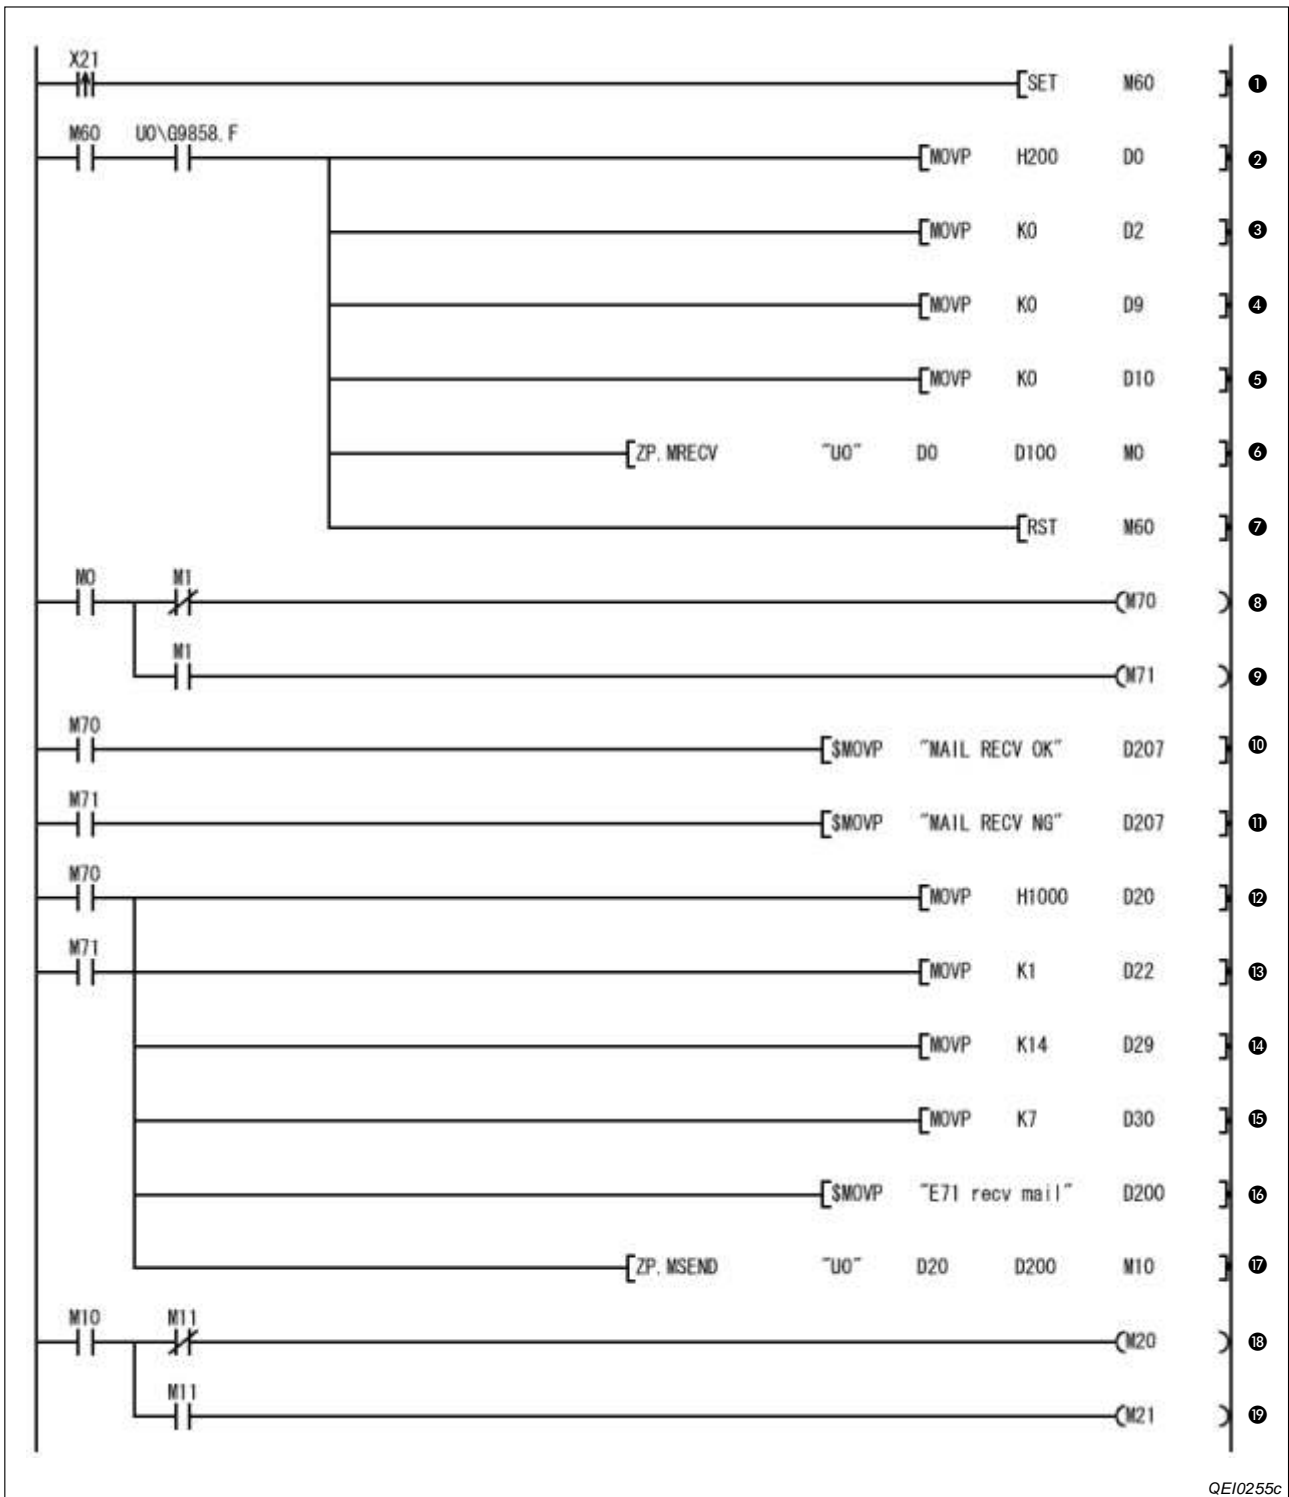 X21
[SET M60 ] ❶
M60 U0\G9858.F
[MOVP H200 D0 ] ❷
[MOVP K0 D2 ] ❸
[MOVP K0 D9 ] ❹
[MOVP K0 D10 ] ❺
[ZP.MRECV "U0" D0 D100 M0 ] ❻
[RST M60 ] ❼
M0 M1
(M70 ) ❽
M1
(M71 ) ❾
M70
[$MOVP "MAIL RECV OK" D207 ] ❿
M71
[$MOVP "MAIL RECV NG" D207 ] ⓫
M70
[MOVP H1000 D20 ] ⓬
M71
[MOVP K1 D22 ] ⓭
[MOVP K14 D29 ] ⓮
[MOVP K7 D30 ] ⓯
[$MOVP "E71 recv mail" D200 ] ⓰
[ZP.MSEND "U0" D20 D200 M10 ] ⓱
M10 M11
(M20 ) ⓲
M11
(M21 ) ⓳
QEI0255c